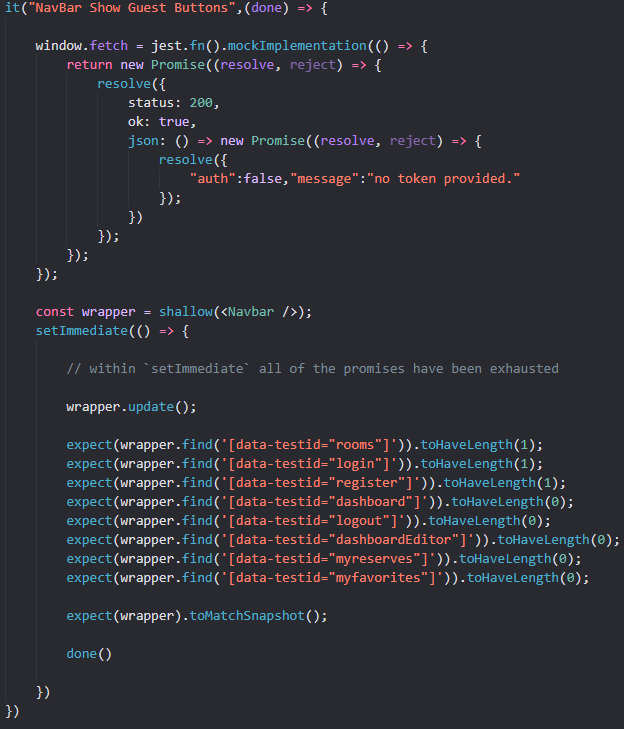 it("NavBar Show Guest Buttons",(done) => {
window.fetch = jest.fn().mockImplementation(() => {
return new Promise((resolve, reject) => {
resolve({
status: 200,
ok: true,
json: () => new Promise((resolve, reject) => {
resolve({
"auth":false,"message":"no token provided."
});
})
});
});
});
const wrapper = shallow(<Navbar />);
setImmediate(() => {
// within `setImmediate` all of the promises have been exhausted
wrapper.update();
expect(wrapper.find('[data-testid="rooms"]')).toHaveLength(1);
expect(wrapper.find('[data-testid="login"]')).toHaveLength(1);
expect(wrapper.find('[data-testid="register"]')).toHaveLength(1);
expect(wrapper.find('[data-testid="dashboard"]')).toHaveLength(0);
expect(wrapper.find('[data-testid="logout"]')).toHaveLength(0);
expect(wrapper.find('[data-testid="dashboardEditor"]')).toHaveLength(0);
expect(wrapper.find('[data-testid="myreserves"]')).toHaveLength(0);
expect(wrapper.find('[data-testid="myfavorites"]')).toHaveLength(0);
expect(wrapper).toMatchSnapshot();
done()
})
})